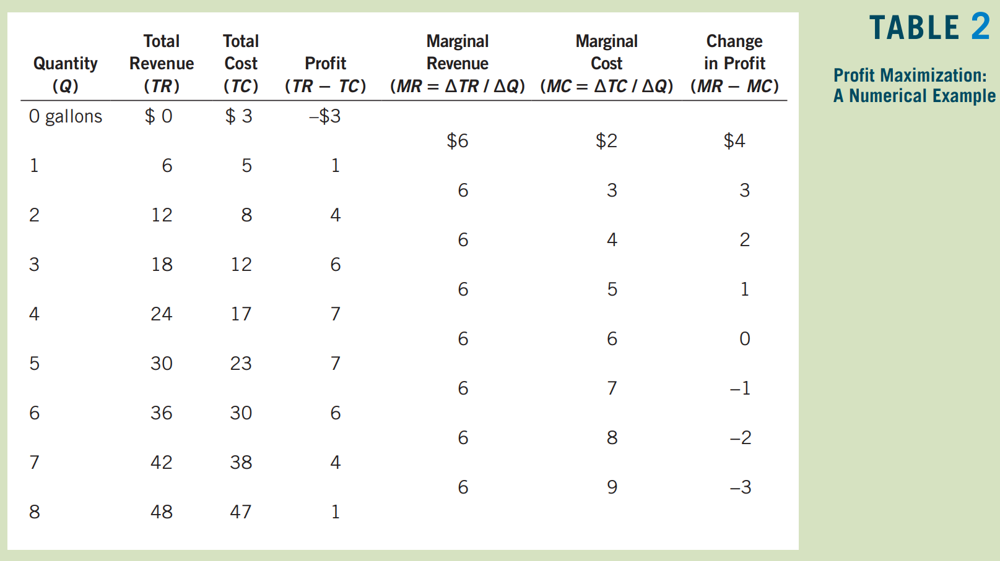 TABLE 2
Profit Maximization:
A Numerical Example
Total Total Marginal Marginal Change
Quantity Revenue Cost Profit Revenue Cost in Profit
(Q) (TR) (TC) (TR – TC) (MR = ΔTR / ΔQ) (MC = ΔTC / ΔQ) (MR – MC)
0 gallons $ 0 $ 3 –$3
$6 $2 $4
1 6 5 1
6 3 3
2 12 8 4
6 4 2
3 18 12 6
6 5 1
4 24 17 7
6 6 0
5 30 23 7
6 7 –1
6 36 30 6
6 8 –2
7 42 38 4
6 9 –3
8 48 47 1